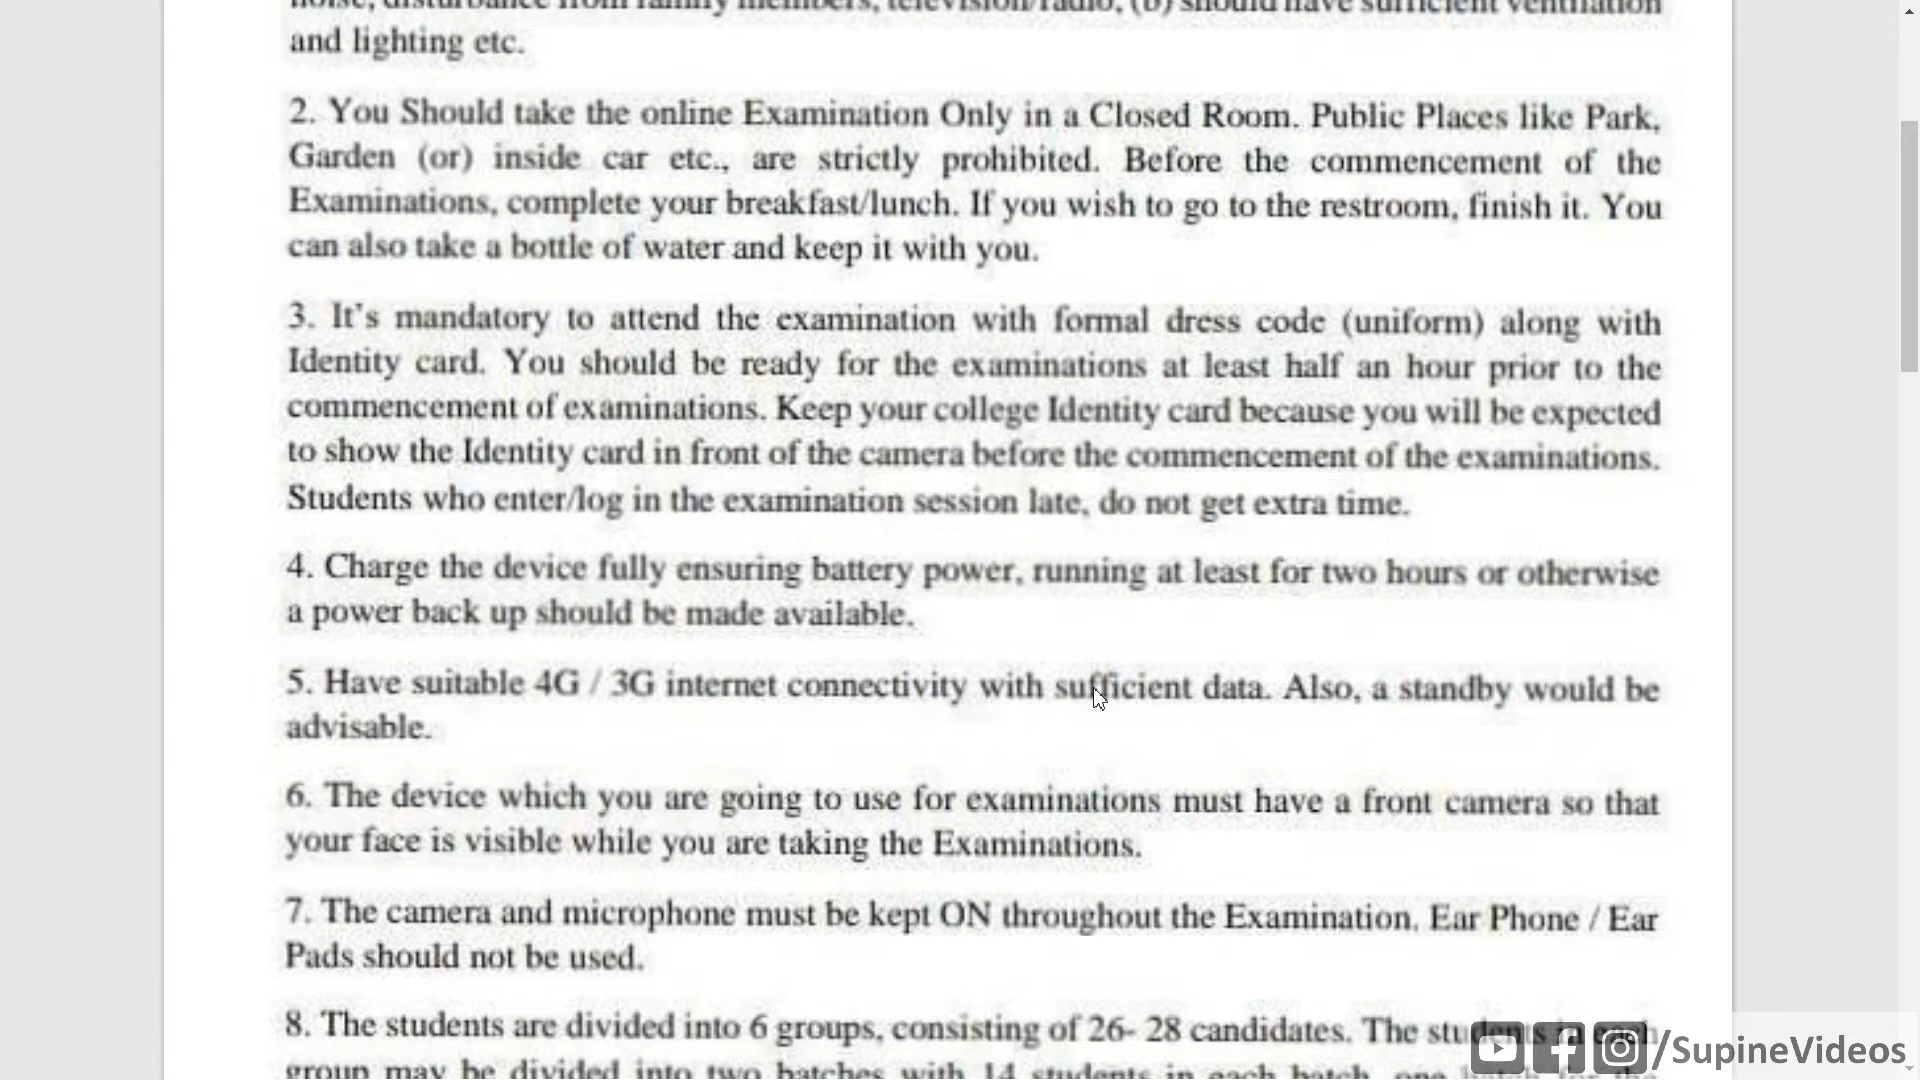 noise, disturbance from family members, television/radio, (b) should have sufficient ventilation
and lighting etc.
2. You Should take the online Examination Only in a Closed Room. Public Places like Park,
Garden (or) inside car etc., are strictly prohibited. Before the commencement of the
Examinations, complete your breakfast/lunch. If you wish to go to the restroom, finish it. You
can also take a bottle of water and keep it with you.
3. It's mandatory to attend the examination with formal dress code (uniform) along with
Identity card. You should be ready for the examinations at least half an hour prior to the
commencement of examinations. Keep your college Identity card because you will be expected
to show the Identity card in front of the camera before the commencement of the examinations.
Students who enter/log in the examination session late, do not get extra time.
4. Charge the device fully ensuring battery power, running at least for two hours or otherwise
a power back up should be made available.
5. Have suitable 4G / 3G internet connectivity with sufficient data. Also, a standby would be
advisable.
6. The device which you are going to use for examinations must have a front camera so that
your face is visible while you are taking the Examinations.
7. The camera and microphone must be kept ON throughout the Examination. Ear Phone / Ear
Pads should not be used.
8. The students are divided into 6 groups, consisting of 26- 28 candidates. The students in each
group may be divided into two batches with 14 students in each batch, one batch for the
/SupineVideos